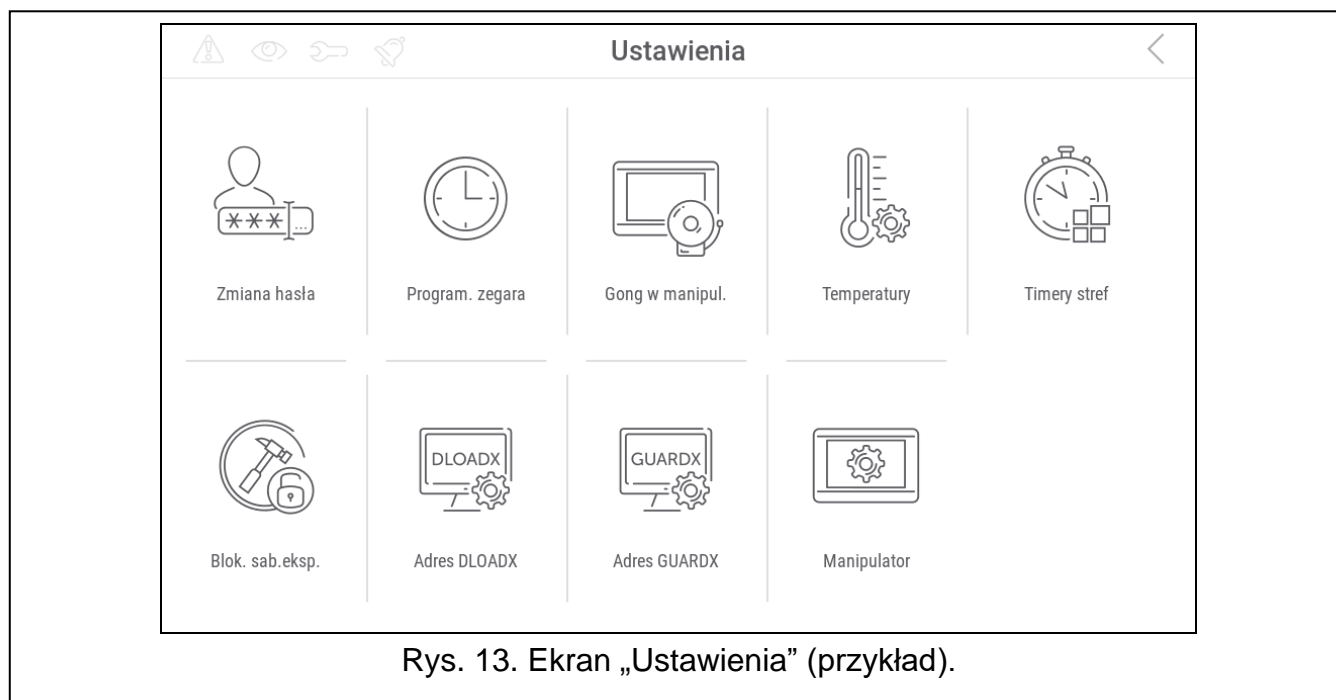 Ustawienia
***
...
Zmiana hasła
Program. zegara
Gong w manipul.
Temperatury
Timery stref
DLOADX
GUARDX
Blok. sab.eksp.
Adres DLOADX
Adres GUARDX
Manipulator
Rys. 13. Ekran „Ustawienia” (przykład).